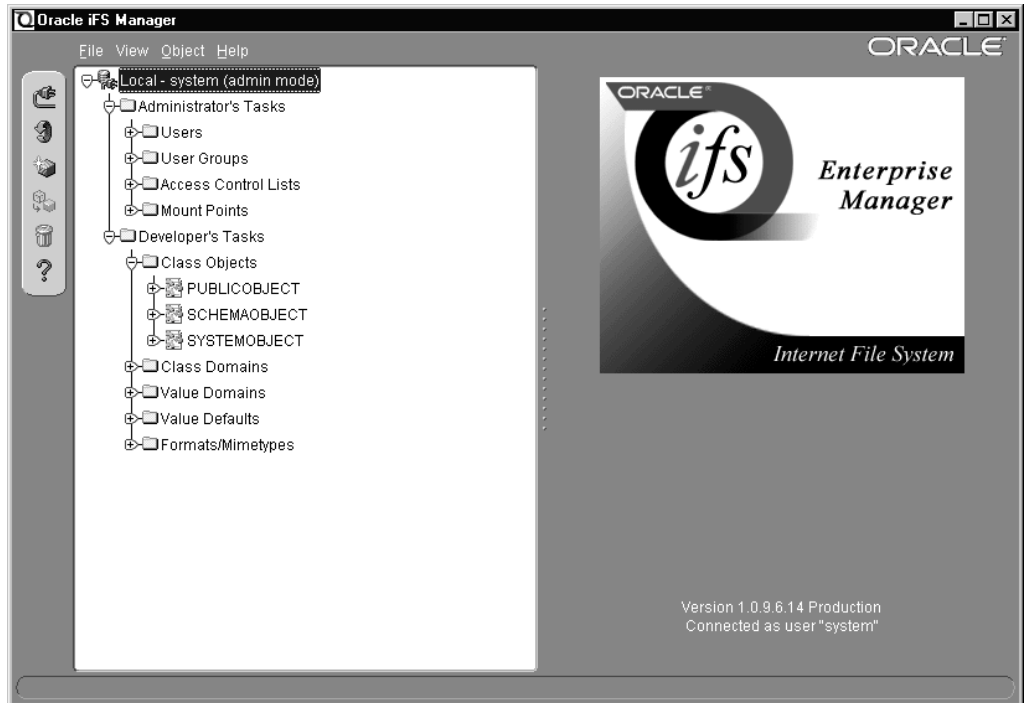 Oracle iFS Manager
File View Object Help
ORACLE
Local - system (admin mode)
Administrator's Tasks
Users
User Groups
Access Control Lists
Mount Points
Developer's Tasks
Class Objects
PUBLICOBJECT
SCHEMAOBJECT
SYSTEMOBJECT
Class Domains
Value Domains
Value Defaults
Formats/Mimetypes
ORACLE®
ifs
Enterprise
Manager
Internet File System
Version 1.0.9.6.14 Production
Connected as user "system"